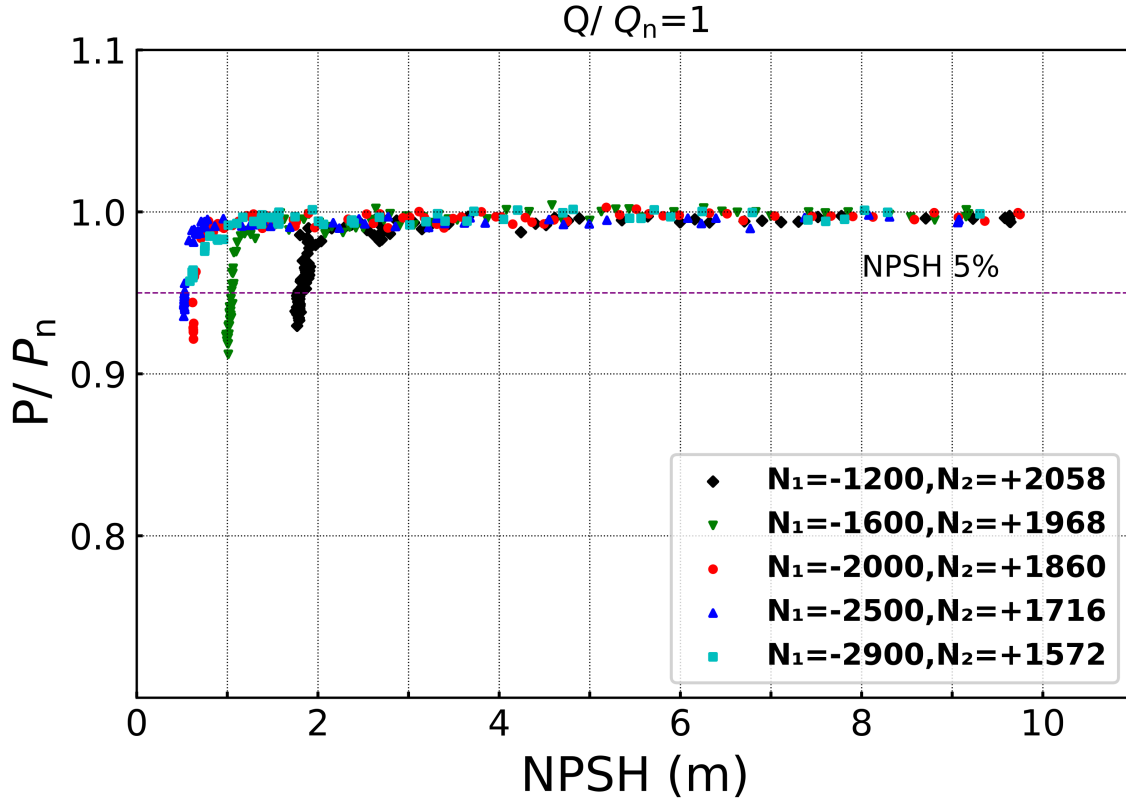 Q/ Qn=1
1.1
1.0
0.9
0.8
P/ Pn
NPSH 5%
N₁=-1200,N₂=+2058
N₁=-1600,N₂=+1968
N₁=-2000,N₂=+1860
N₁=-2500,N₂=+1716
N₁=-2900,N₂=+1572
0 2 4 6 8 10
NPSH (m)